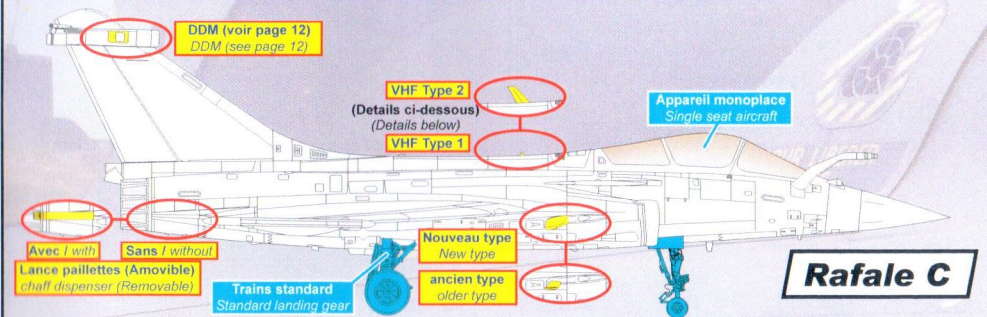 DDM (voir page 12)
DDM (see page 12)
VHF Type 2
(Details ci-dessous)
(Details below)
VHF Type 1
Appareil monoplace
Single seat aircraft
Avec / with
Sans / without
Lance paillettes (Amovible)
chaff dispenser (Removable)
Trains standard
Standard landing gear
Nouveau type
New type
ancien type
older type
Rafale C